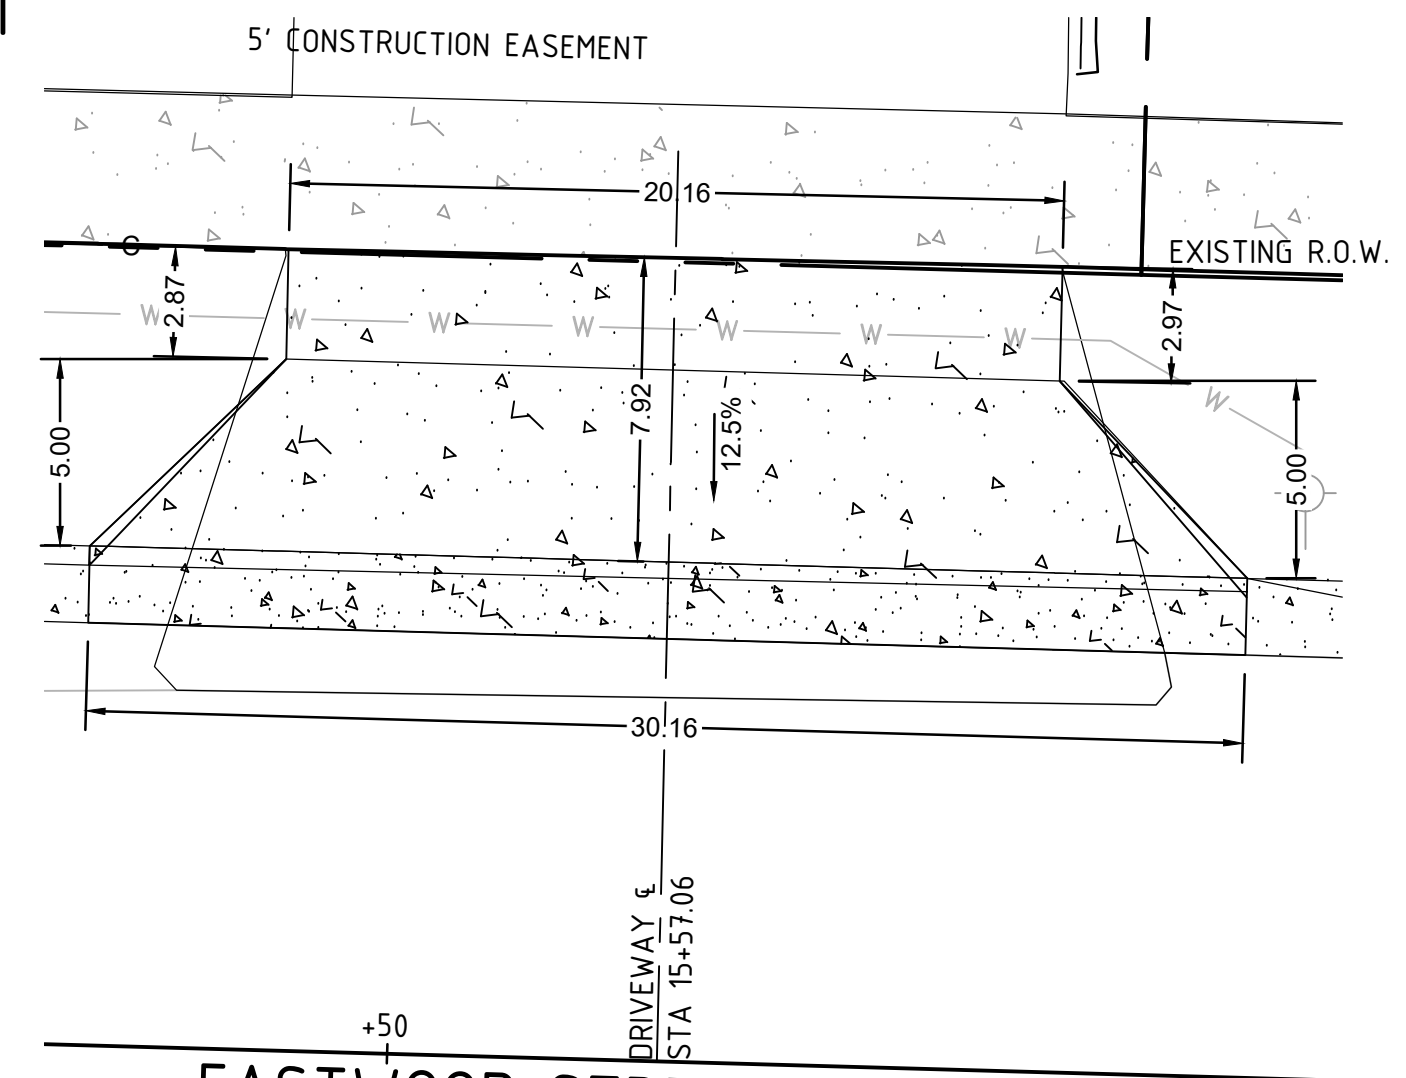 5' CONSTRUCTION EASEMENT
20.16
G
EXISTING R.O.W.
2.87
2.97
W W W W W W W
W
5.00
7.92
12.5%
5.00
30.16
DRIVEWAY ℄
STA 15+57.06
+50